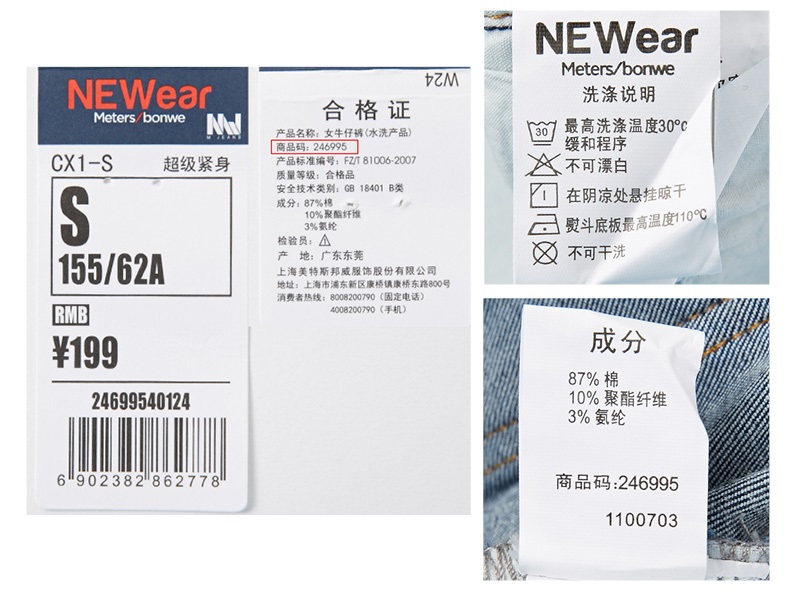 NEWear
Meters/bonwe
M JEANS
CX1-S 超级紧身
S
155/62A
RMB
¥199
24699540124
6 902382 862778
W24
合格证
产品名称: 女牛仔裤(水洗产品)
商品码: 246995
产品标准编号: FZ/T 81006-2007
质量等级: 合格品
安全技术类别: GB 18401 B类
成分: 87%棉
10%聚酯纤维
3%氨纶
检验员:
产 地: 广东东莞
上海美特斯邦威服饰股份有限公司
地址: 上海市浦东新区康桥镇康桥东路800号
消费者热线: 8008200790 (固定电话)
4008200790 (手机)
NEWear
Meters/bonwe
洗涤说明
30
最高洗涤温度30°C
缓和程序
不可漂白
在阴凉处悬挂晾干
熨斗底板最高温度110°C
不可干洗
成分
87% 棉
10% 聚酯纤维
3% 氨纶
商品码:246995
1100703